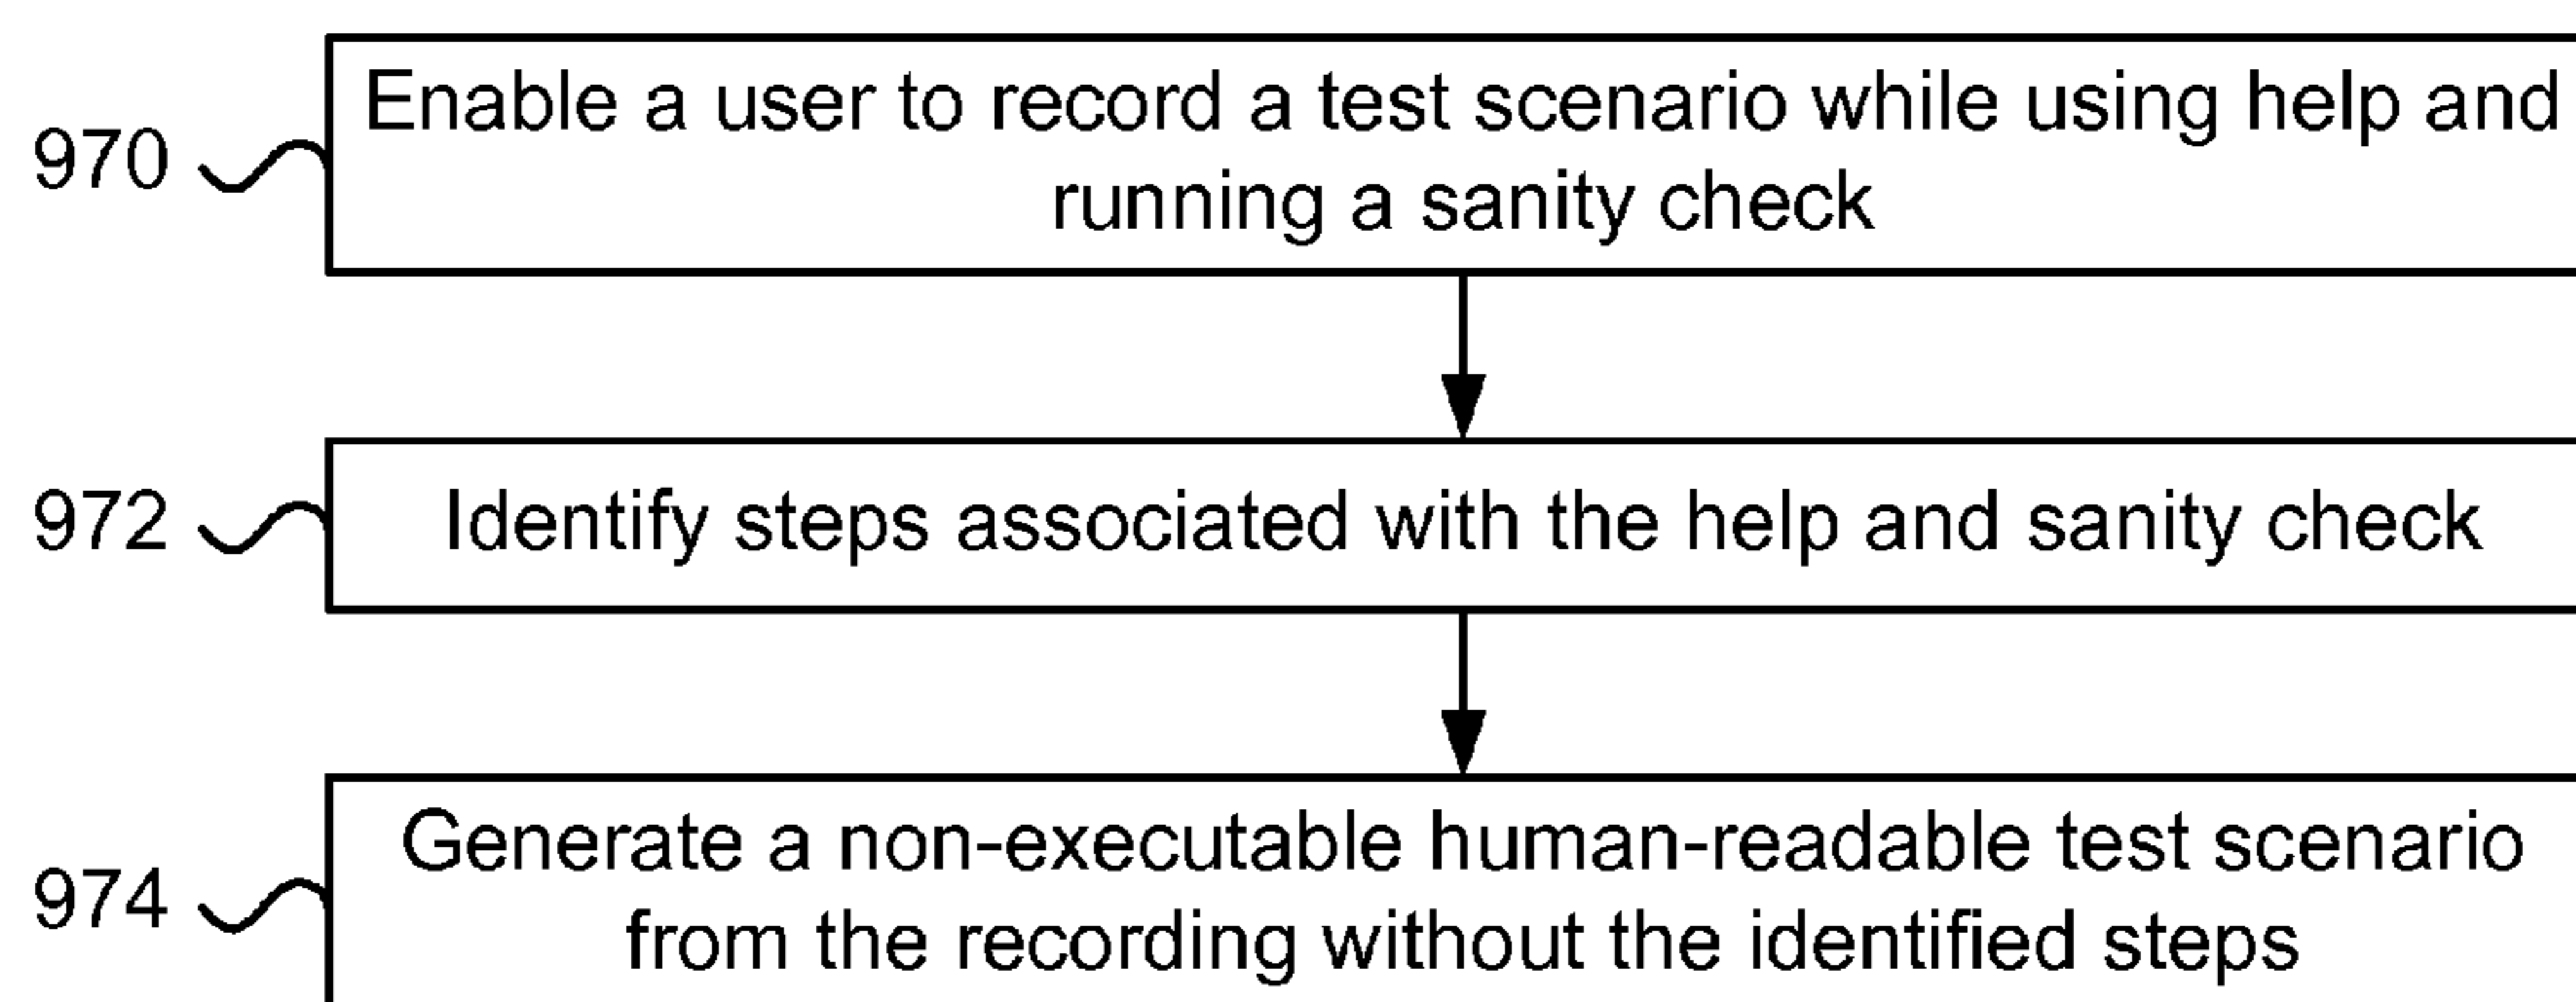 Enable a user to record a test scenario while using help and
970
running a sanity check
972
Identify steps associated with the help and sanity check
Generate a non-executable human-readable test scenario
974
from the recording without the identified steps